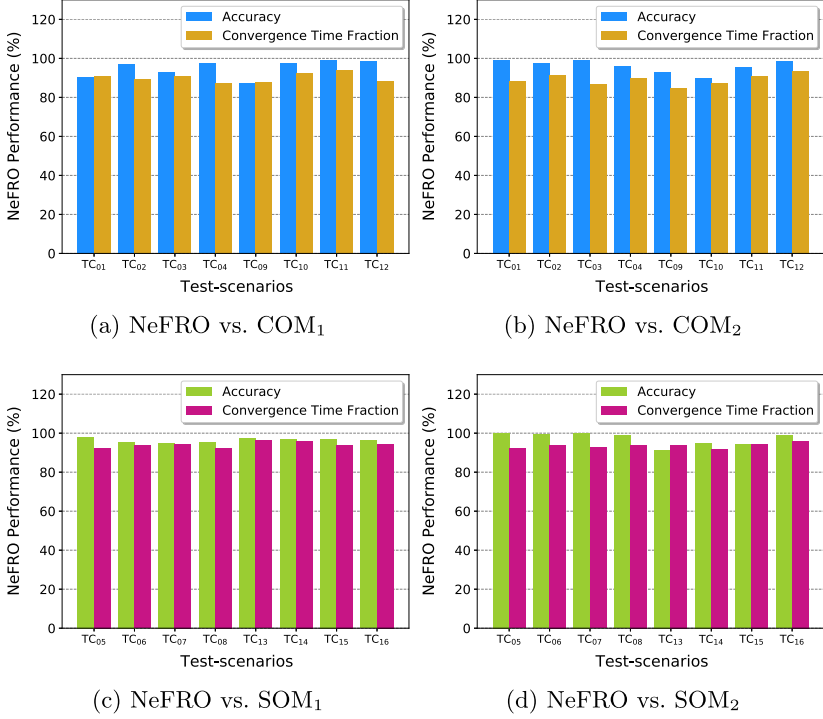 NeFRO Performance (%)
120
100
80
60
40
20
0
Accuracy
Convergence Time Fraction
TC₀₁ TC₀₂ TC₀₃ TC₀₄ TC₀₉ TC₁₀ TC₁₁ TC₁₂
Test-scenarios
(a) NeFRO vs. COM₁
NeFRO Performance (%)
120
100
80
60
40
20
0
Accuracy
Convergence Time Fraction
TC₀₁ TC₀₂ TC₀₃ TC₀₄ TC₀₉ TC₁₀ TC₁₁ TC₁₂
Test-scenarios
(b) NeFRO vs. COM₂
NeFRO Performance (%)
120
100
80
60
40
20
0
Accuracy
Convergence Time Fraction
TC₀₅ TC₀₆ TC₀₇ TC₀₈ TC₁₃ TC₁₄ TC₁₅ TC₁₆
Test-scenarios
(c) NeFRO vs. SOM₁
NeFRO Performance (%)
120
100
80
60
40
20
0
Accuracy
Convergence Time Fraction
TC₀₅ TC₀₆ TC₀₇ TC₀₈ TC₁₃ TC₁₄ TC₁₅ TC₁₆
Test-scenarios
(d) NeFRO vs. SOM₂